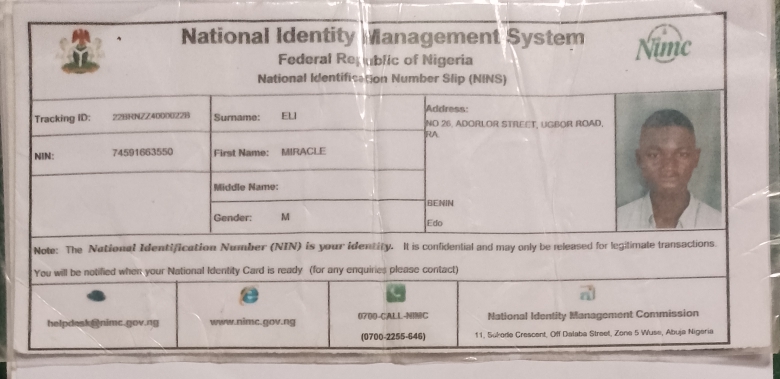 National Identity Management System
Federal Republic of Nigeria
National Identification Number Slip (NINS)
Nimc
Tracking ID:
Surname: ELI
Address:
NO 26, ADORLOR STREET, UGBOR ROAD,
RA
NIN: 74591663550
First Name: MIRACLE
Middle Name:
Gender: M
BENIN
Edo
Note: The National Identification Number (NIN) is your identity. It is confidential and may only be released for legitimate transactions.
You will be notified when your National Identity Card is ready (for any enquiries please contact)
helpdesk@nimc.gov.ng
www.nimc.gov.ng
0700-CALL-NIMC
(0700-2255-646)
National Identity Management Commission
11, Sokode Crescent, Off Dalaba Street, Zone 5 Wuse, Abuja Nigeria